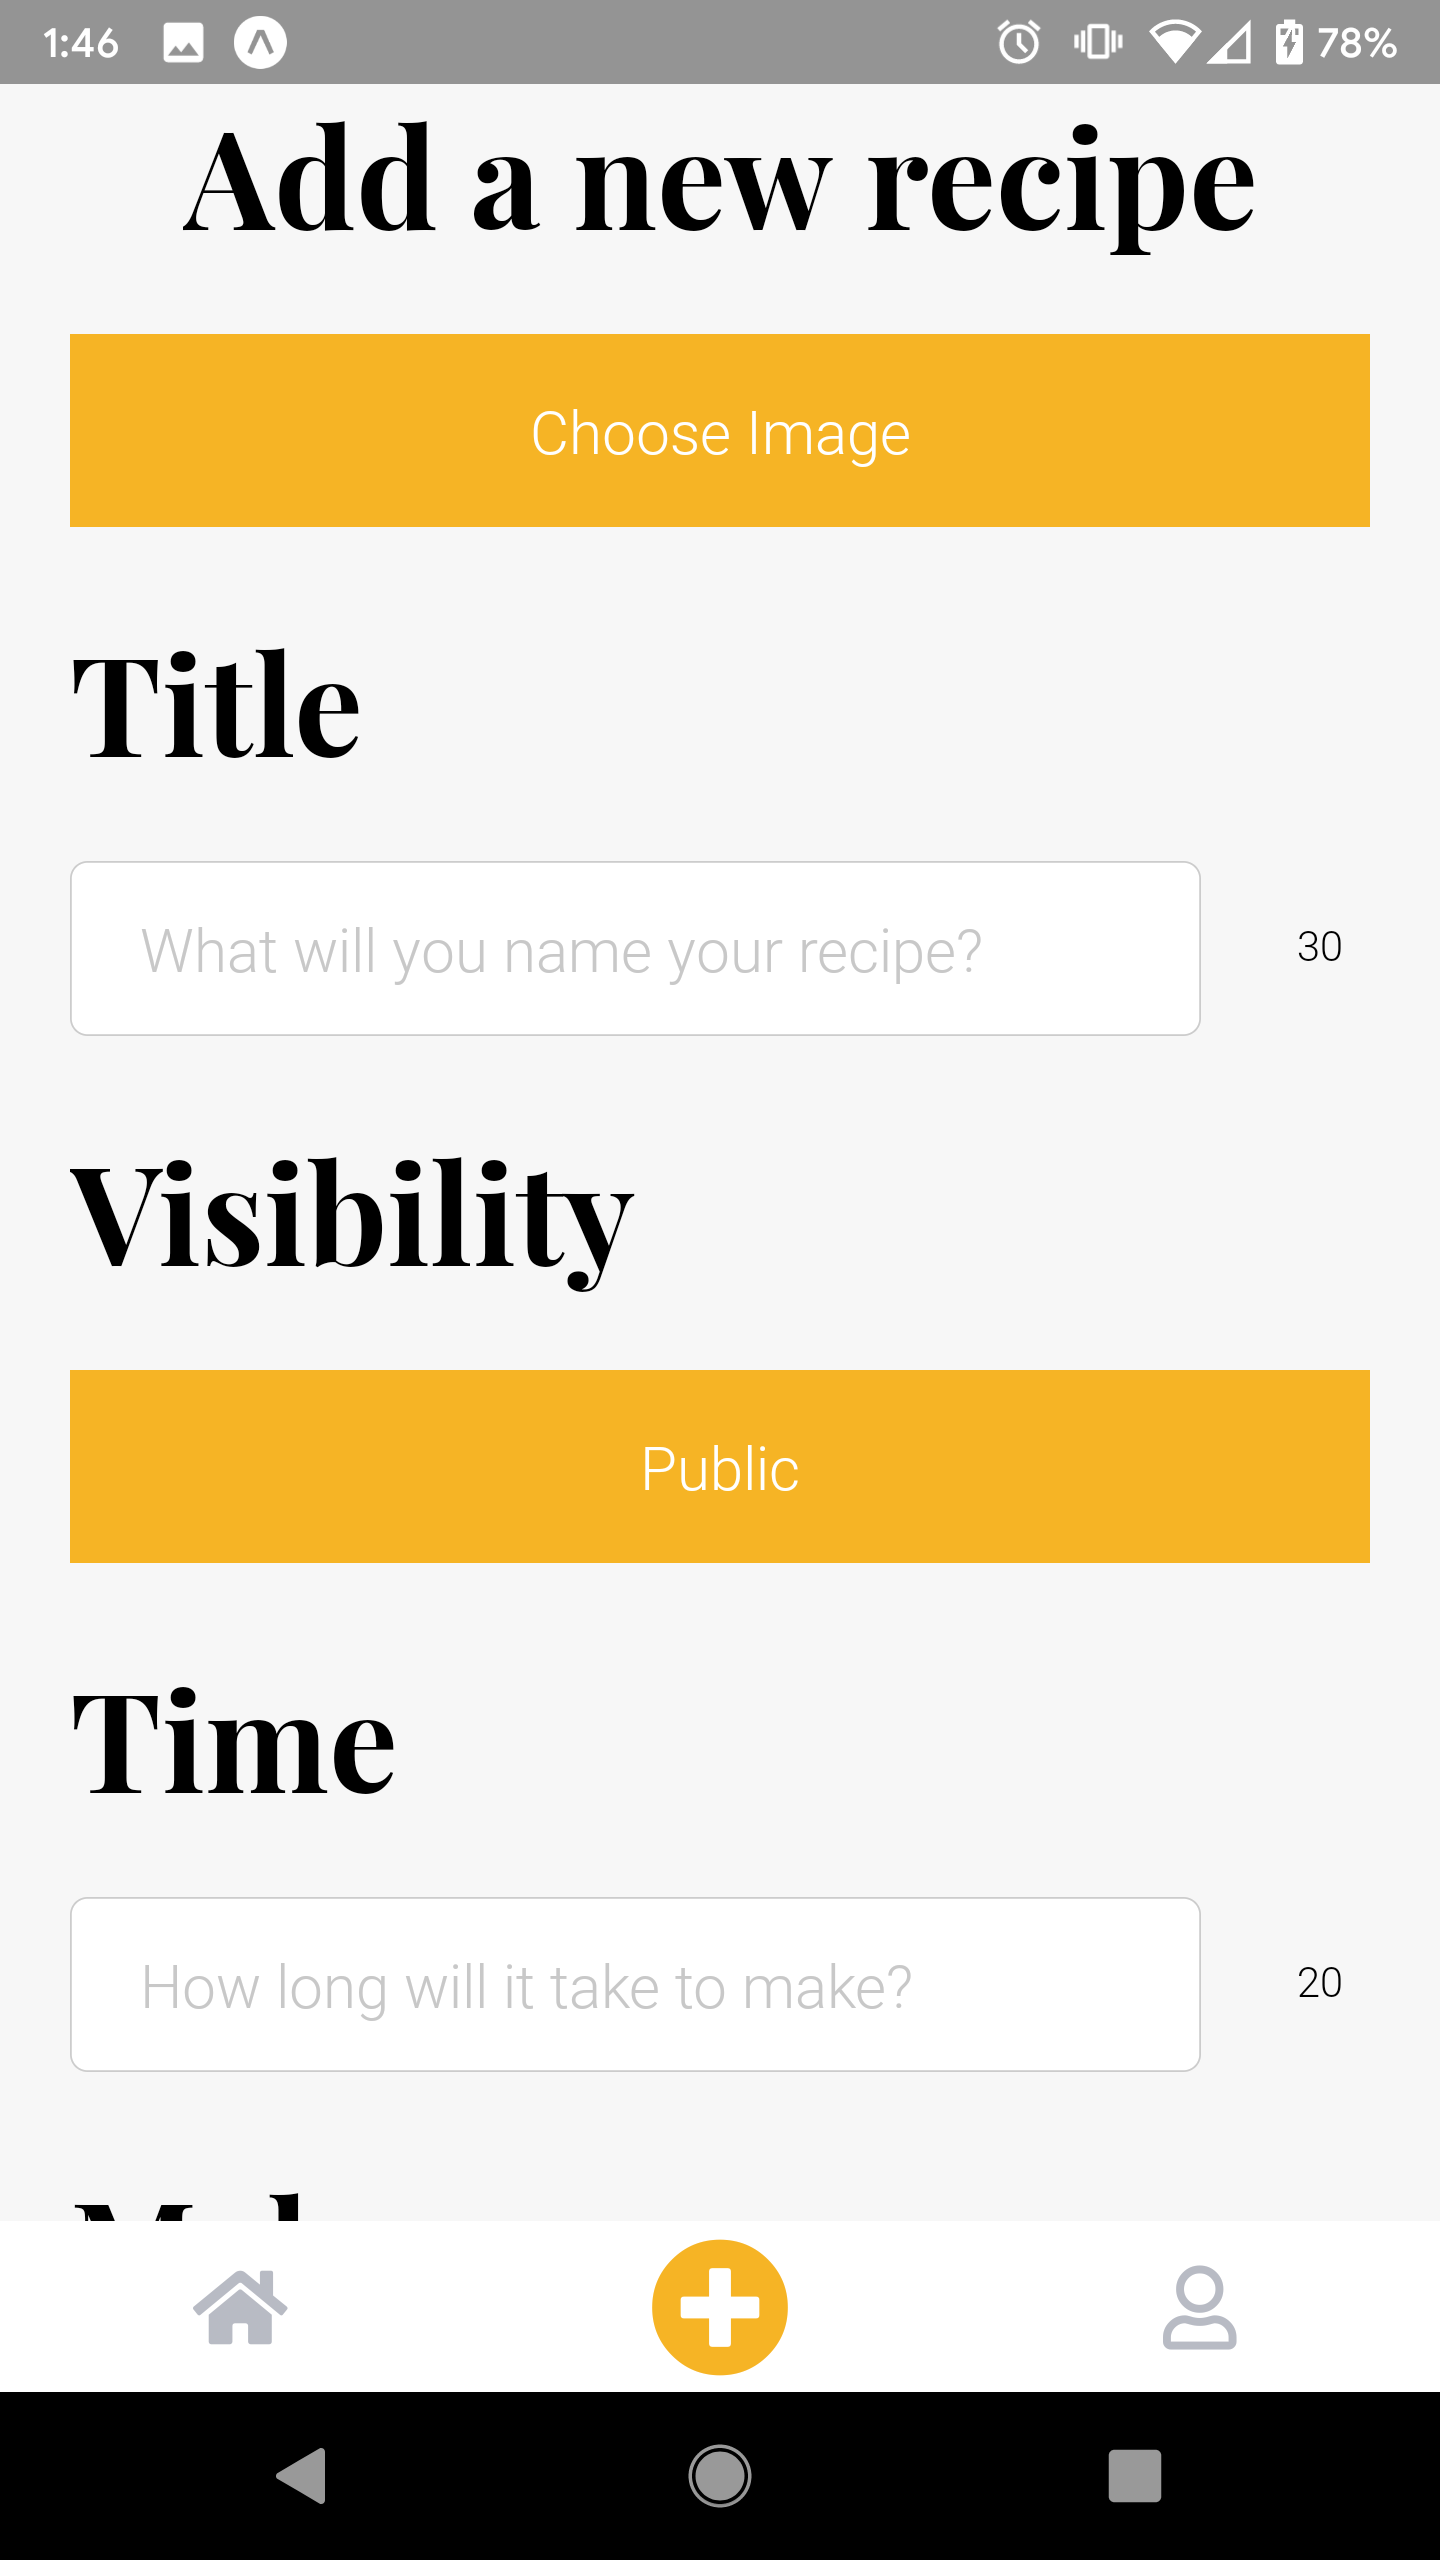 1:46
78%
Add a new recipe
Choose Image
Title
What will you name your recipe?
30
Visibility
Public
Time
How long will it take to make?
20